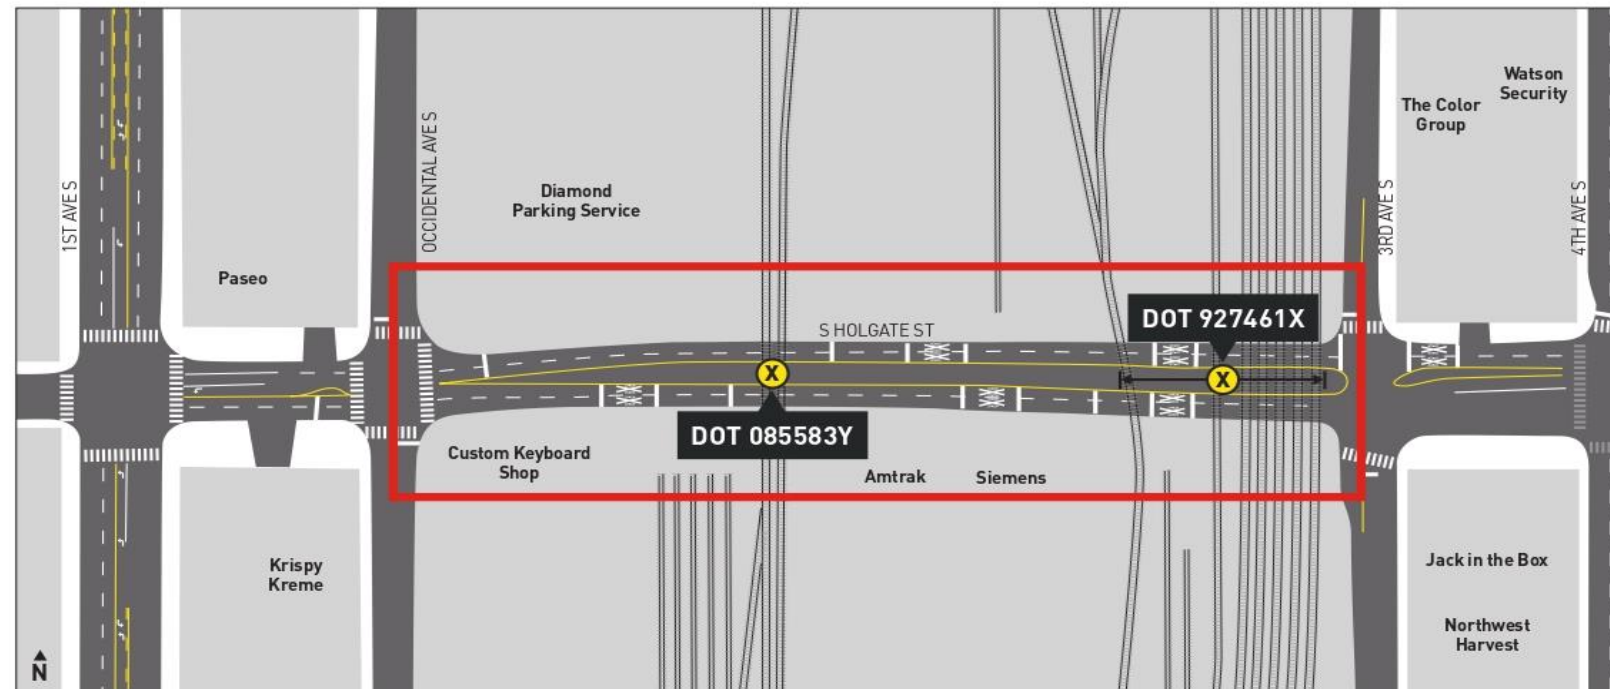 Watson
Security
The Color
Group
1ST AVE S
OCCIDENTAL AVE S
3RD AVE S
4TH AVE S
Diamond
Parking Service
Paseo
DOT 927461X
S HOLGATE ST
X
X
DOT 085583Y
Custom Keyboard
Shop
Amtrak
Siemens
Krispy
Kreme
Jack in the Box
Northwest
Harvest
N